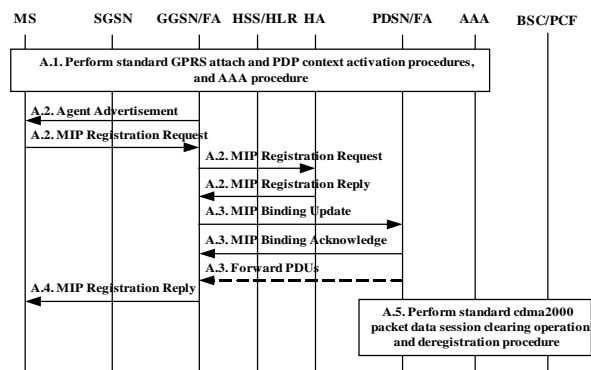 MS SGSN GGSN/FA HSS/HLR HA PDSN/FA AAA BSC/PCF
A.1. Perform standard GPRS attach and PDP context activation procedures,
and AAA procedure
A.2. Agent Advertisement
A.2. MIP Registration Request
A.2. MIP Registration Request
A.2. MIP Registration Reply
A.3. MIP Binding Update
A.3. MIP Binding Acknowledge
A.3. Forward PDUs
A.4. MIP Registration Reply
A.5. Perform standard cdma2000
packet data session clearing operation
and deregistration procedure